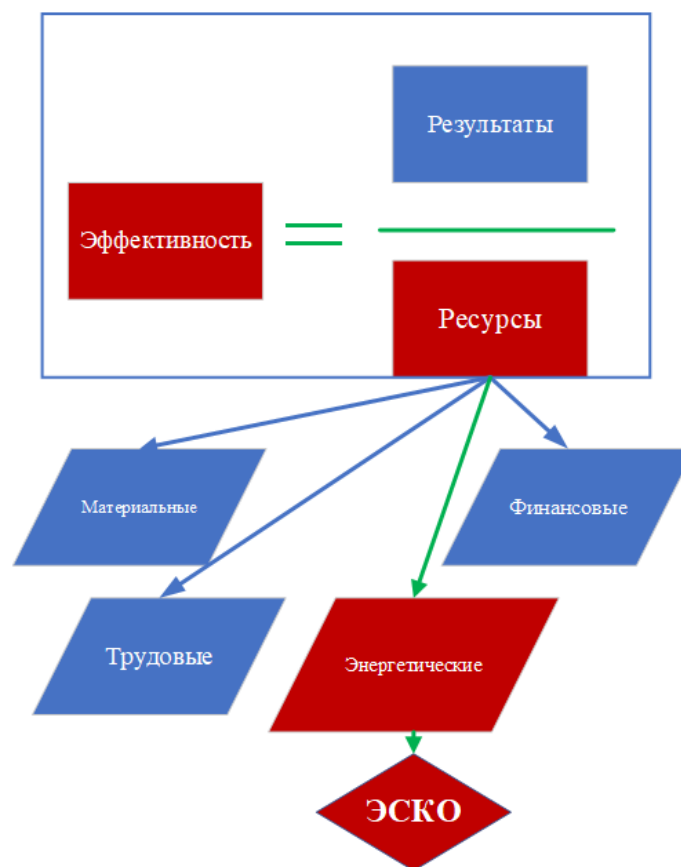 Результаты
Эффективность
Ресурсы
Материальные
Финансовые
Трудовые
Энергетические
ЭСКО